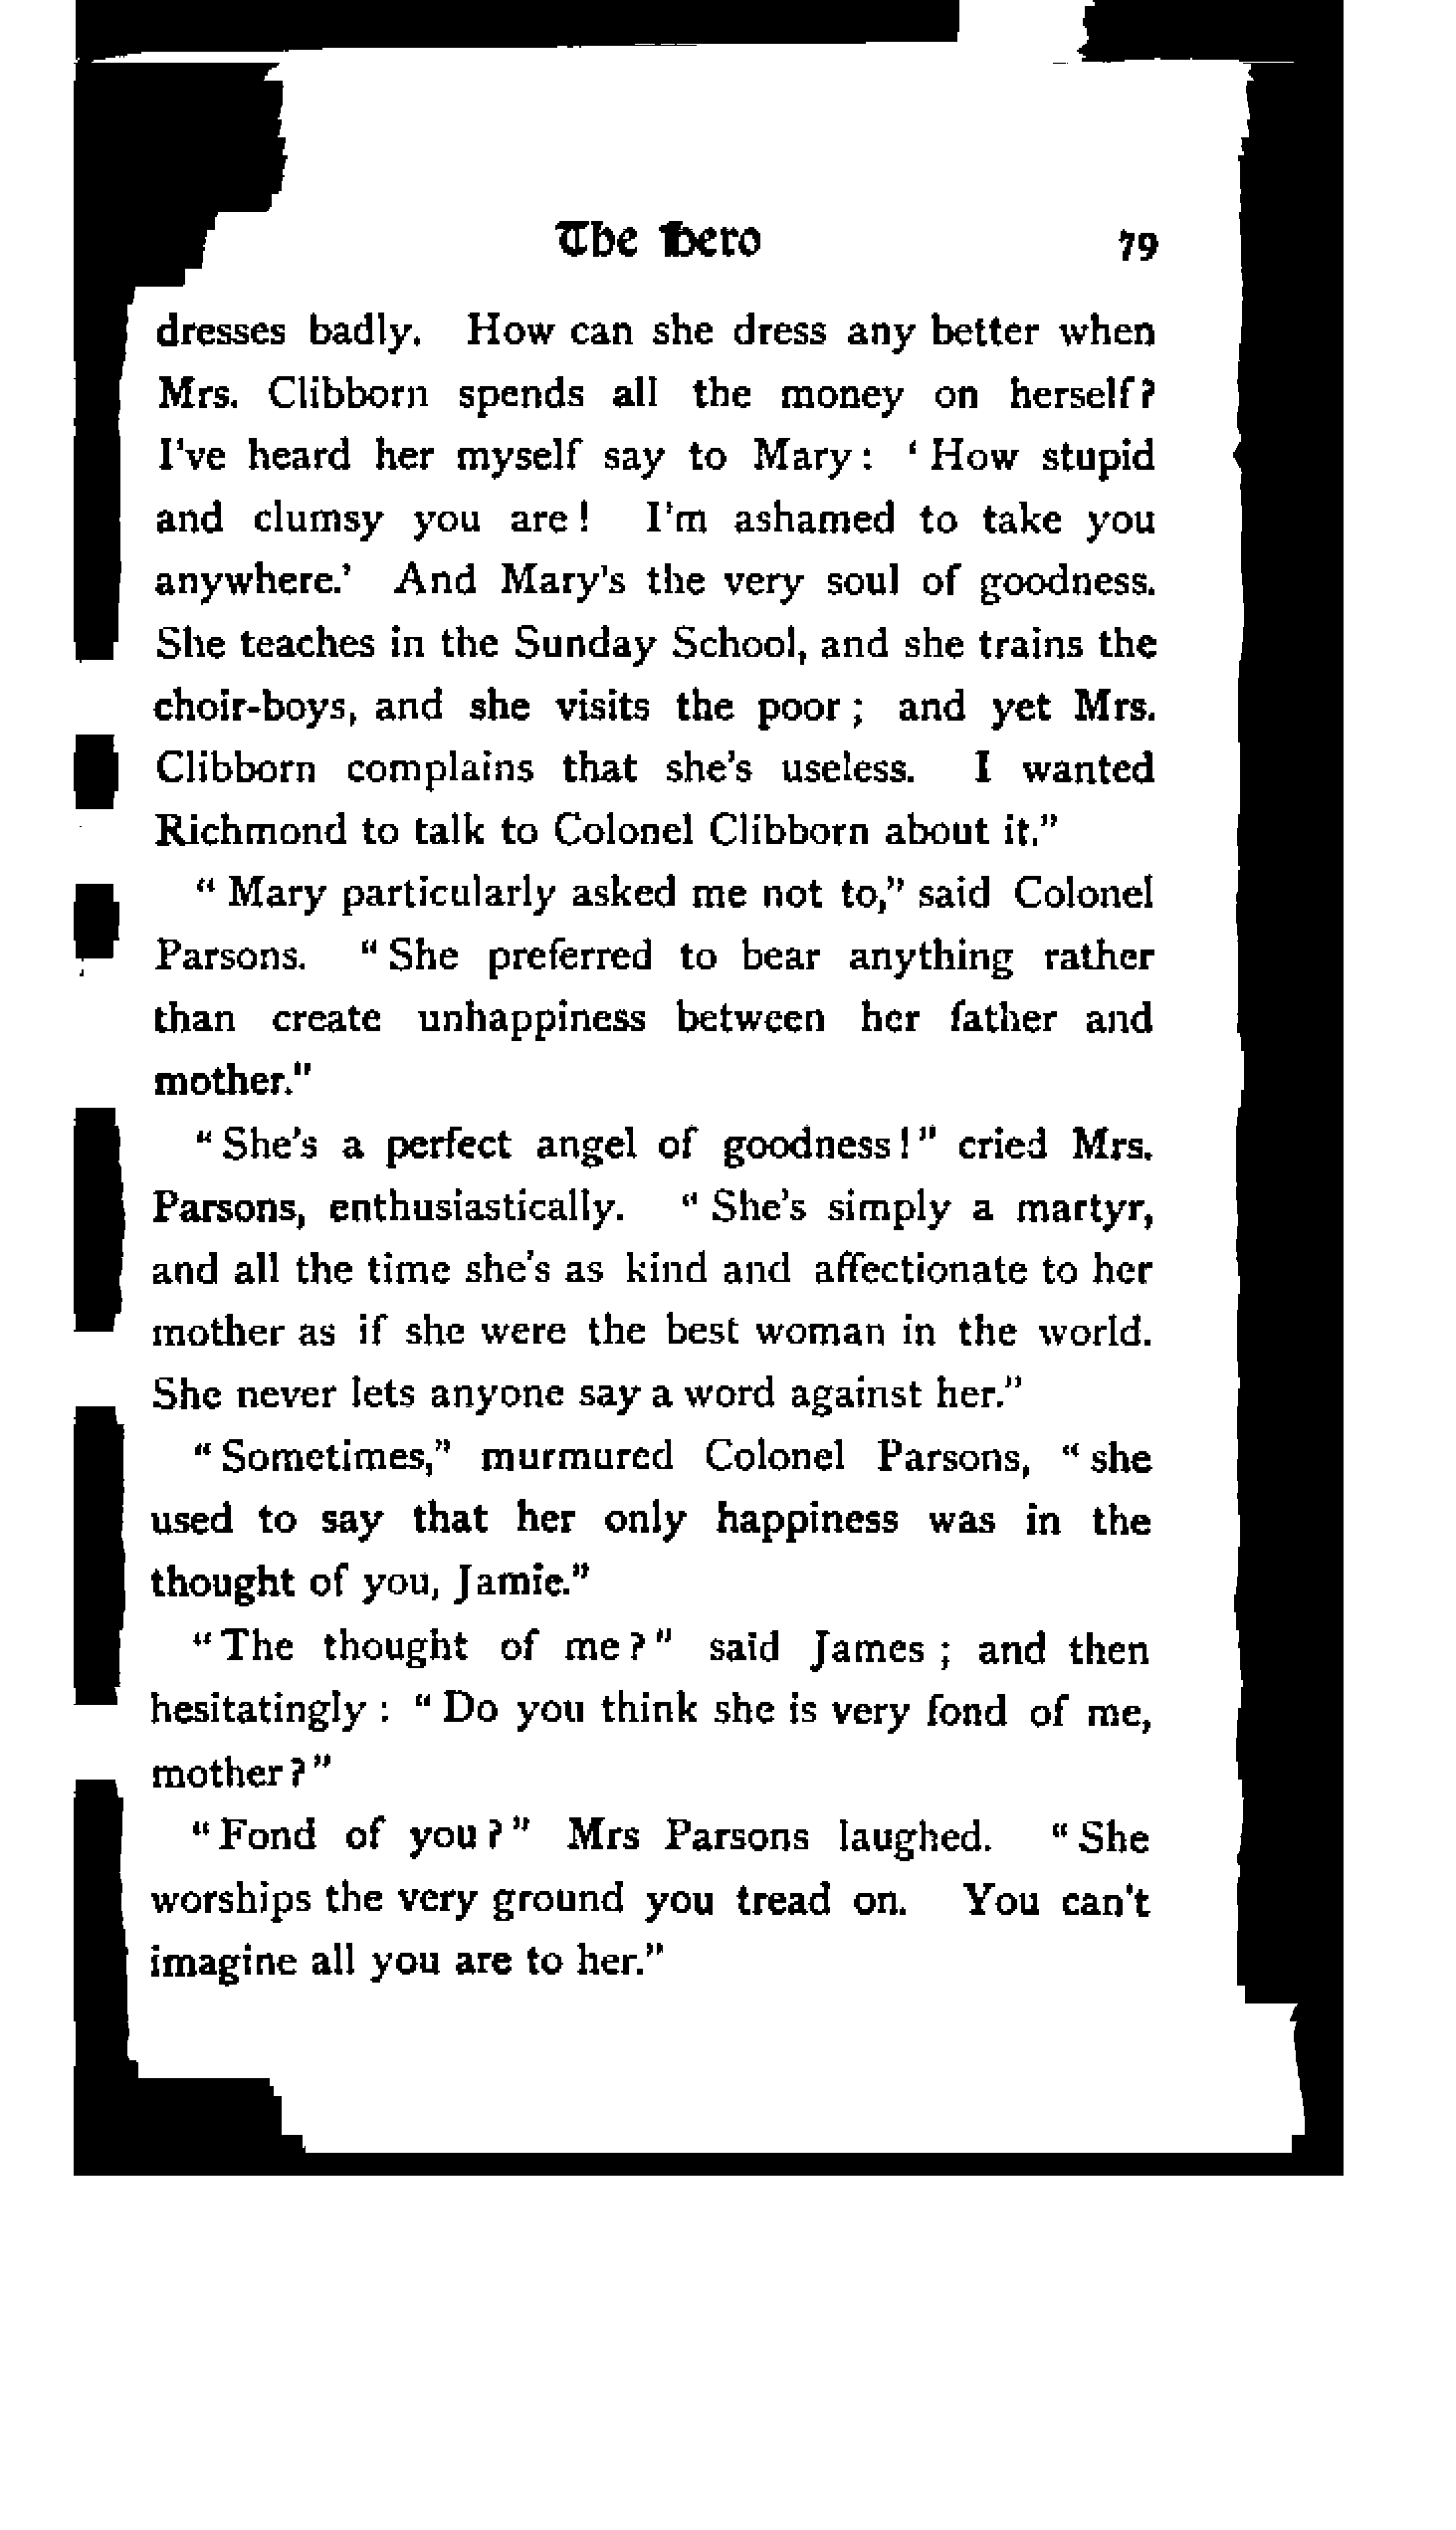 The Hero 79
dresses badly. How can she dress any better when
Mrs. Clibborn spends all the money on herself?
I've heard her myself say to Mary: ‘How stupid
and clumsy you are! I'm ashamed to take you
anywhere.’ And Mary's the very soul of goodness.
She teaches in the Sunday School, and she trains the
choir-boys, and she visits the poor; and yet Mrs.
Clibborn complains that she's useless. I wanted
Richmond to talk to Colonel Clibborn about it.”
“Mary particularly asked me not to,” said Colonel
Parsons. “She preferred to bear anything rather
than create unhappiness between her father and
mother.”
“She's a perfect angel of goodness!” cried Mrs.
Parsons, enthusiastically. “She's simply a martyr,
and all the time she's as kind and affectionate to her
mother as if she were the best woman in the world.
She never lets anyone say a word against her.”
“Sometimes,” murmured Colonel Parsons, “she
used to say that her only happiness was in the
thought of you, Jamie.”
“The thought of me?” said James; and then
hesitatingly: “Do you think she is very fond of me,
mother?”
“Fond of you?” Mrs Parsons laughed. “She
worships the very ground you tread on. You can't
imagine all you are to her.”